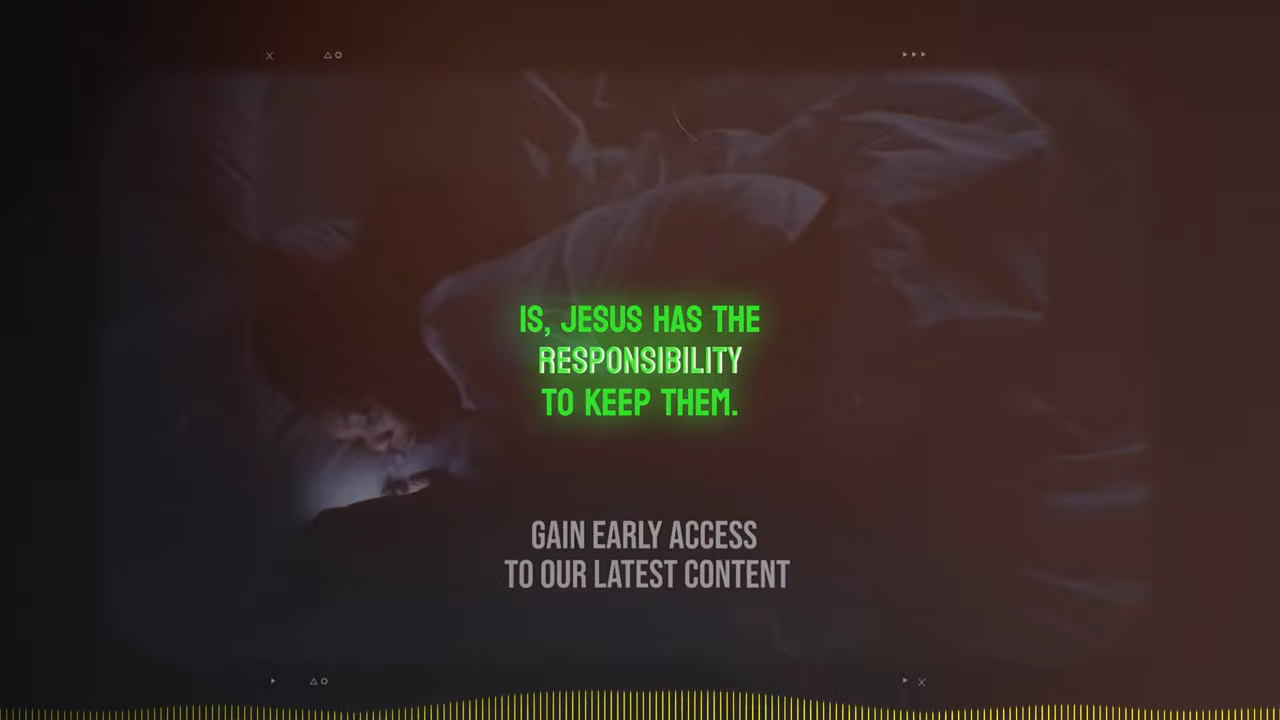 IS, JESUS HAS THE
RESPONSIBILITY
TO KEEP THEM.
GAIN EARLY ACCESS
TO OUR LATEST CONTENT